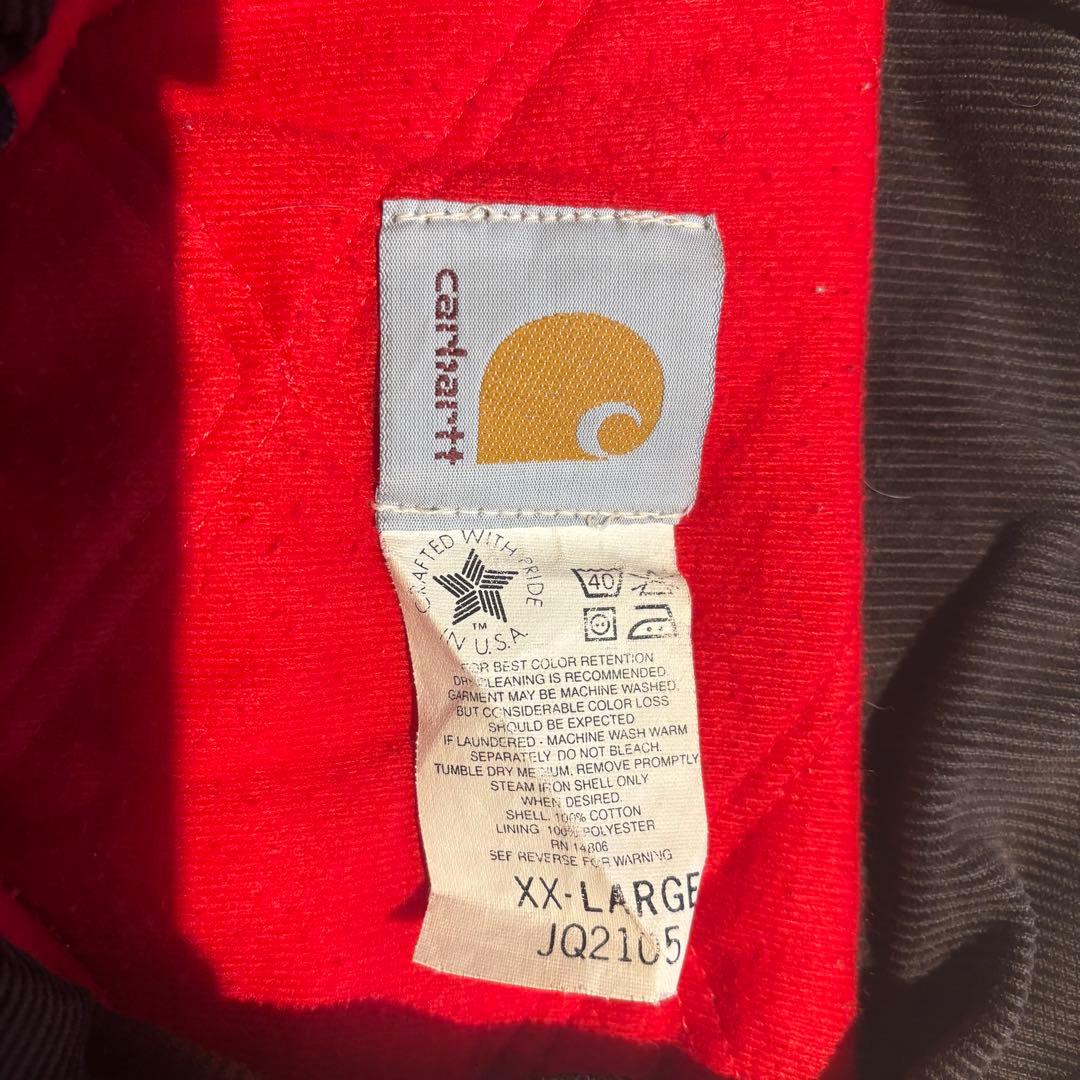 carhartt
CRAFTED WITH PRIDE
TM
IN U.S.A.
40
FOR BEST COLOR RETENTION
DRY CLEANING IS RECOMMENDED.
GARMENT MAY BE MACHINE WASHED,
BUT CONSIDERABLE COLOR LOSS
SHOULD BE EXPECTED
IF LAUNDERED - MACHINE WASH WARM
SEPARATELY. DO NOT BLEACH.
TUMBLE DRY MEDIUM. REMOVE PROMPTLY
STEAM IRON SHELL ONLY
WHEN DESIRED.
SHELL. 100% COTTON
LINING 100% POLYESTER
RN 14806
SEE REVERSE FOR WARNING
XX-LARGE
JQ2105